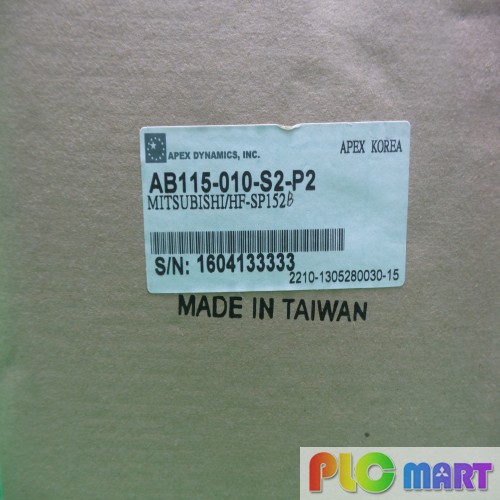 APEX DYNAMICS, INC.
APEX KOREA
AB115-010-S2-P2
MITSUBISHI/HF-SP152B
S/N: 1604133333
2210-1305280030-15
MADE IN TAIWAN
PLC mart